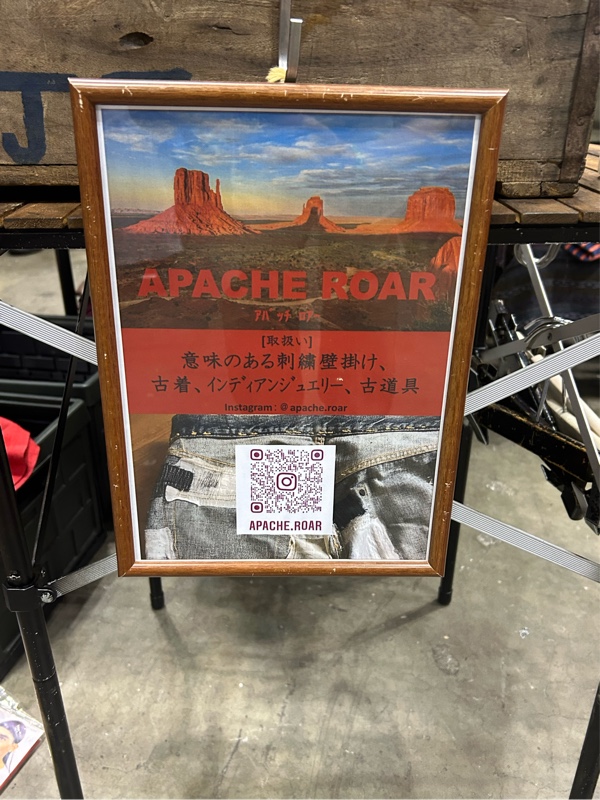 APACHE ROAR
アパッチ ロアー
[取扱い]
意味のある刺繍壁掛け、
古着、インディアンジュエリー、古道具
Instagram:@apache.roar
APACHE.ROAR